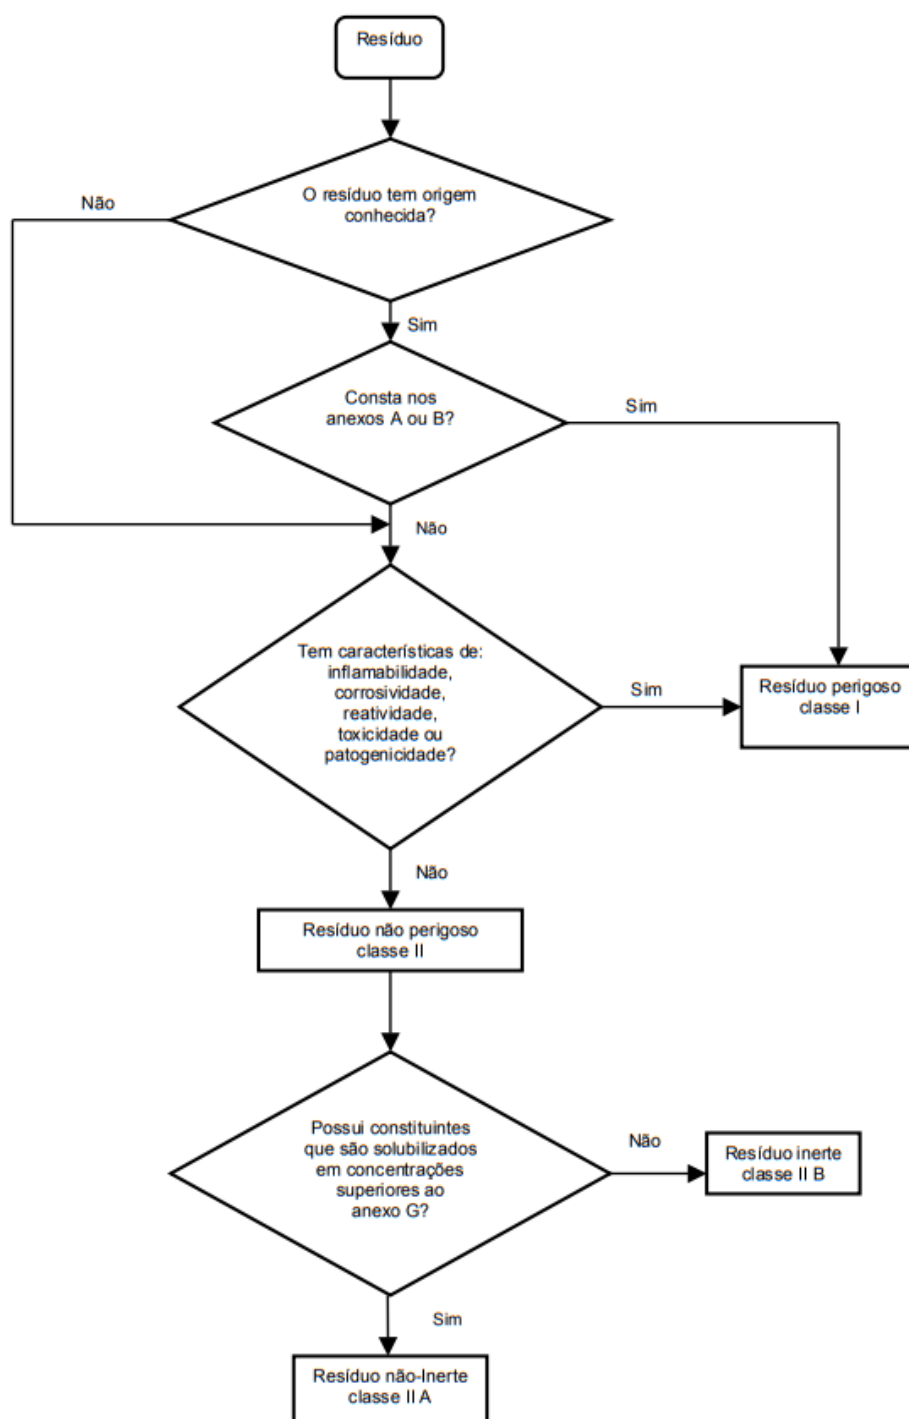 Resíduo
O resíduo tem origem
conhecida?
Não
Sim
Consta nos
anexos A ou B?
Sim
Não
Tem características de:
inflamabilidade,
corrosividade,
reatividade,
toxicidade ou
patogenicidade?
Sim
Resíduo perigoso
classe I
Não
Resíduo não perigoso
classe II
Possui constituintes
que são solubilizados
em concentrações
superiores ao
anexo G?
Não
Resíduo inerte
classe II B
Sim
Resíduo não-Inerte
classe II A